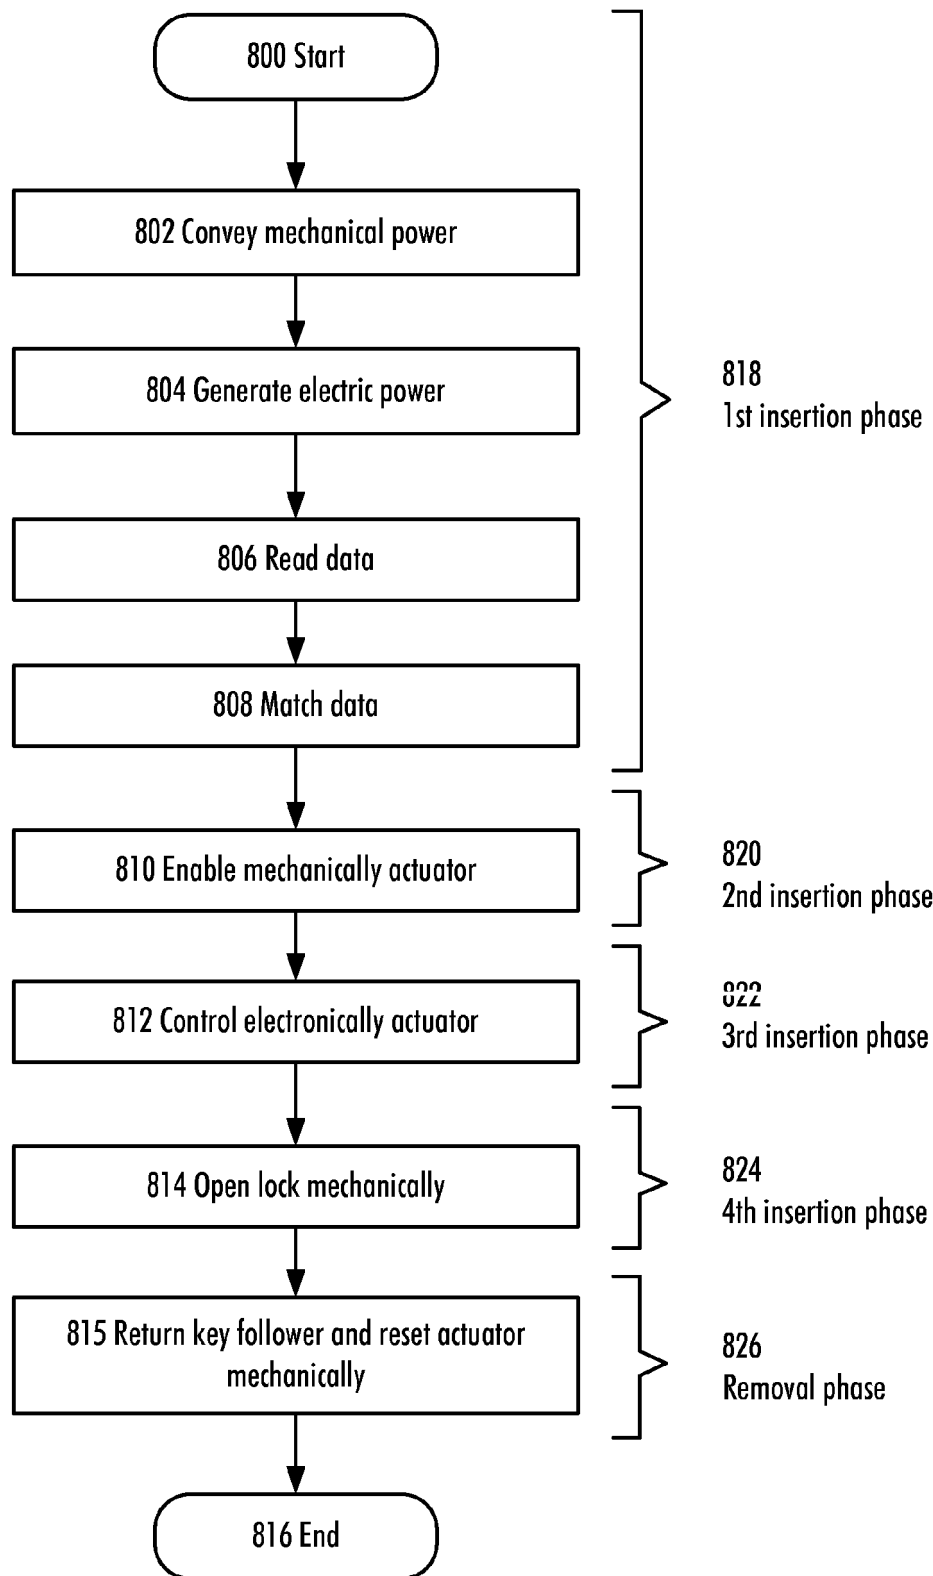 800 Start
802 Convey mechanical power
804 Generate electric power
818
1st insertion phase
806 Read data
808 Match data
810 Enable mechanically actuator
820
2nd insertion phase
812 Control electronically actuator
822
3rd insertion phase
814 Open lock mechanically
824
4th insertion phase
815 Return key follower and reset actuator
mechanically
826
Removal phase
816 End